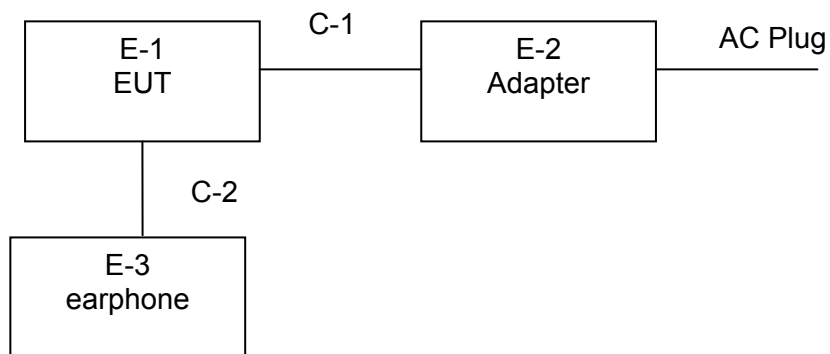 E-1
EUT
C-1
E-2
Adapter
AC Plug
C-2
E-3
earphone